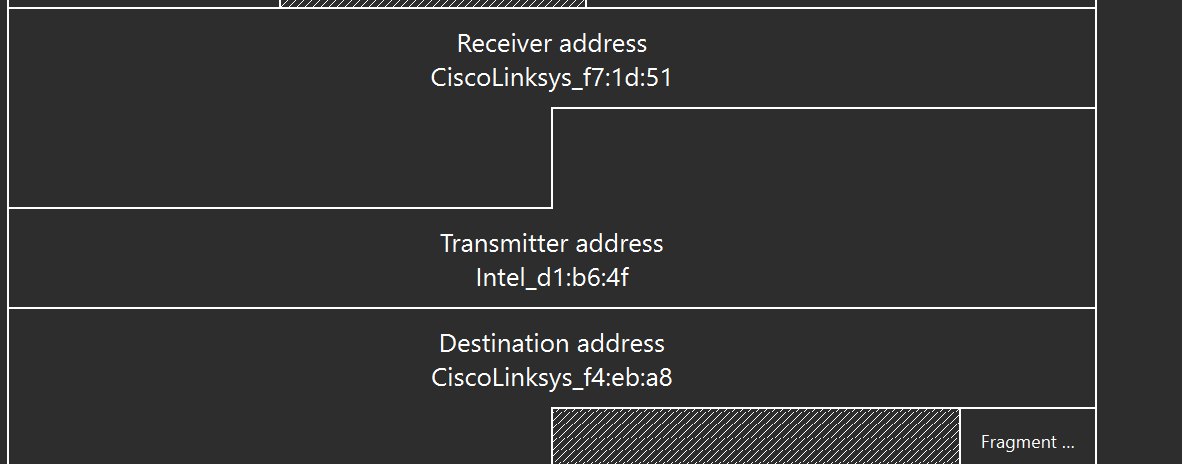 Receiver address
CiscoLinksys_f7:1d:51
Transmitter address
Intel_d1:b6:4f
Destination address
CiscoLinksys_f4:eb:a8
Fragment ...